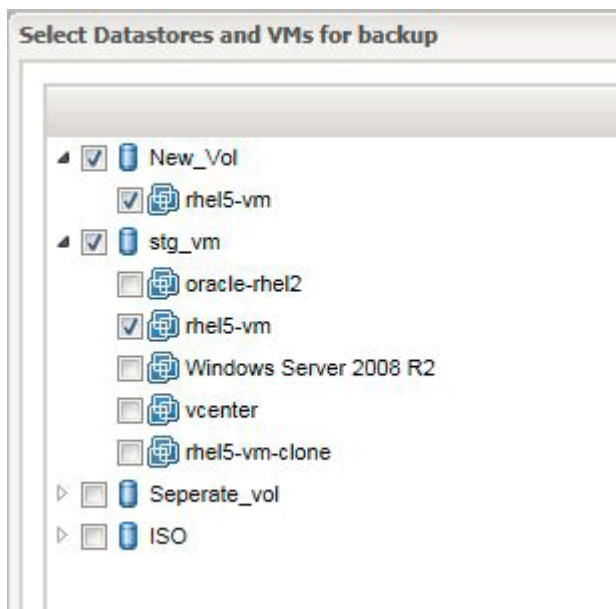 Select Datastores and VMs for backup
New_Vol
rhel5-vm
stg_vm
oracle-rhel2
rhel5-vm
Windows Server 2008 R2
vcenter
rhel5-vm-clone
Seperate_vol
ISO